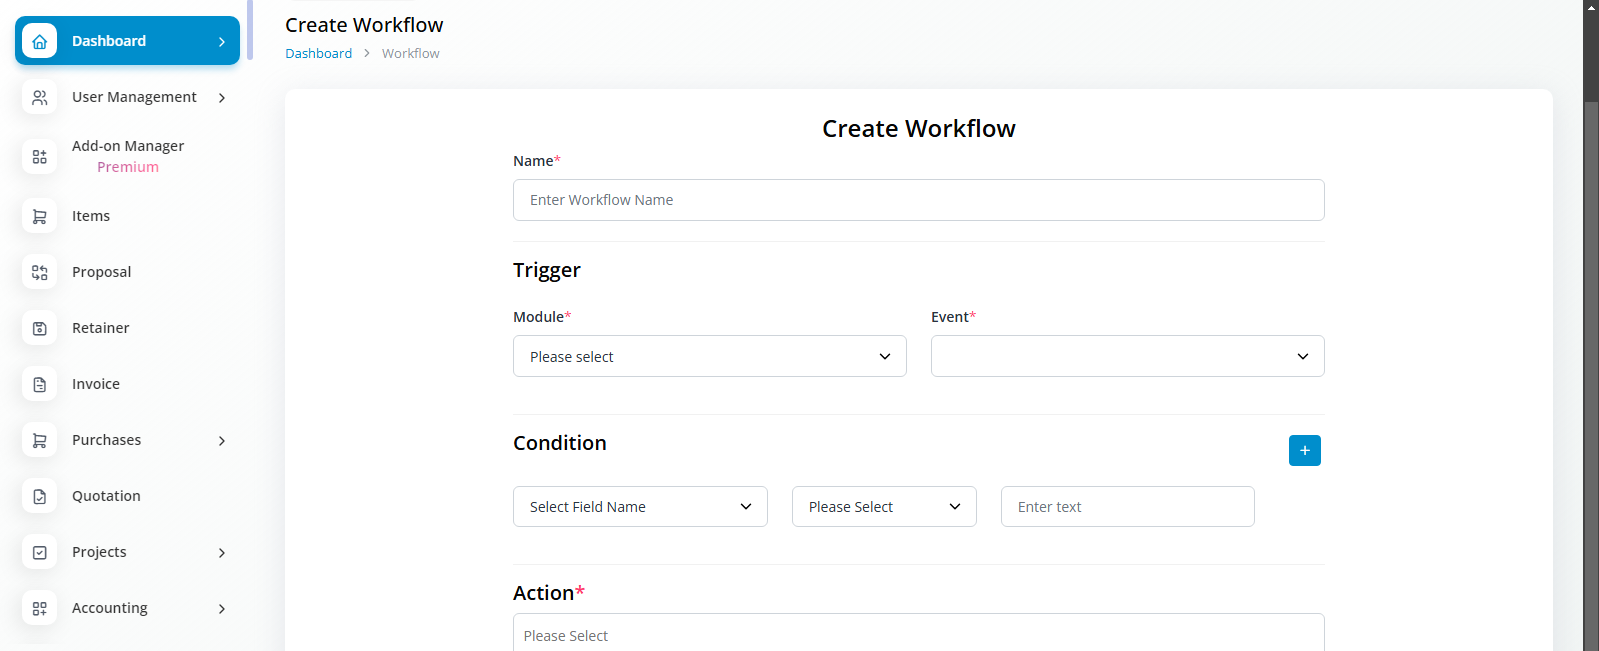 Dashboard
User Management
Add-on Manager
Premium
Items
Proposal
Retainer
Invoice
Purchases
Quotation
Projects
Accounting
Create Workflow
Dashboard > Workflow
Create Workflow
Name*
Enter Workflow Name
Trigger
Module* Event*
Please select
Condition
+
Select Field Name Please Select Enter text
Action*
Please Select